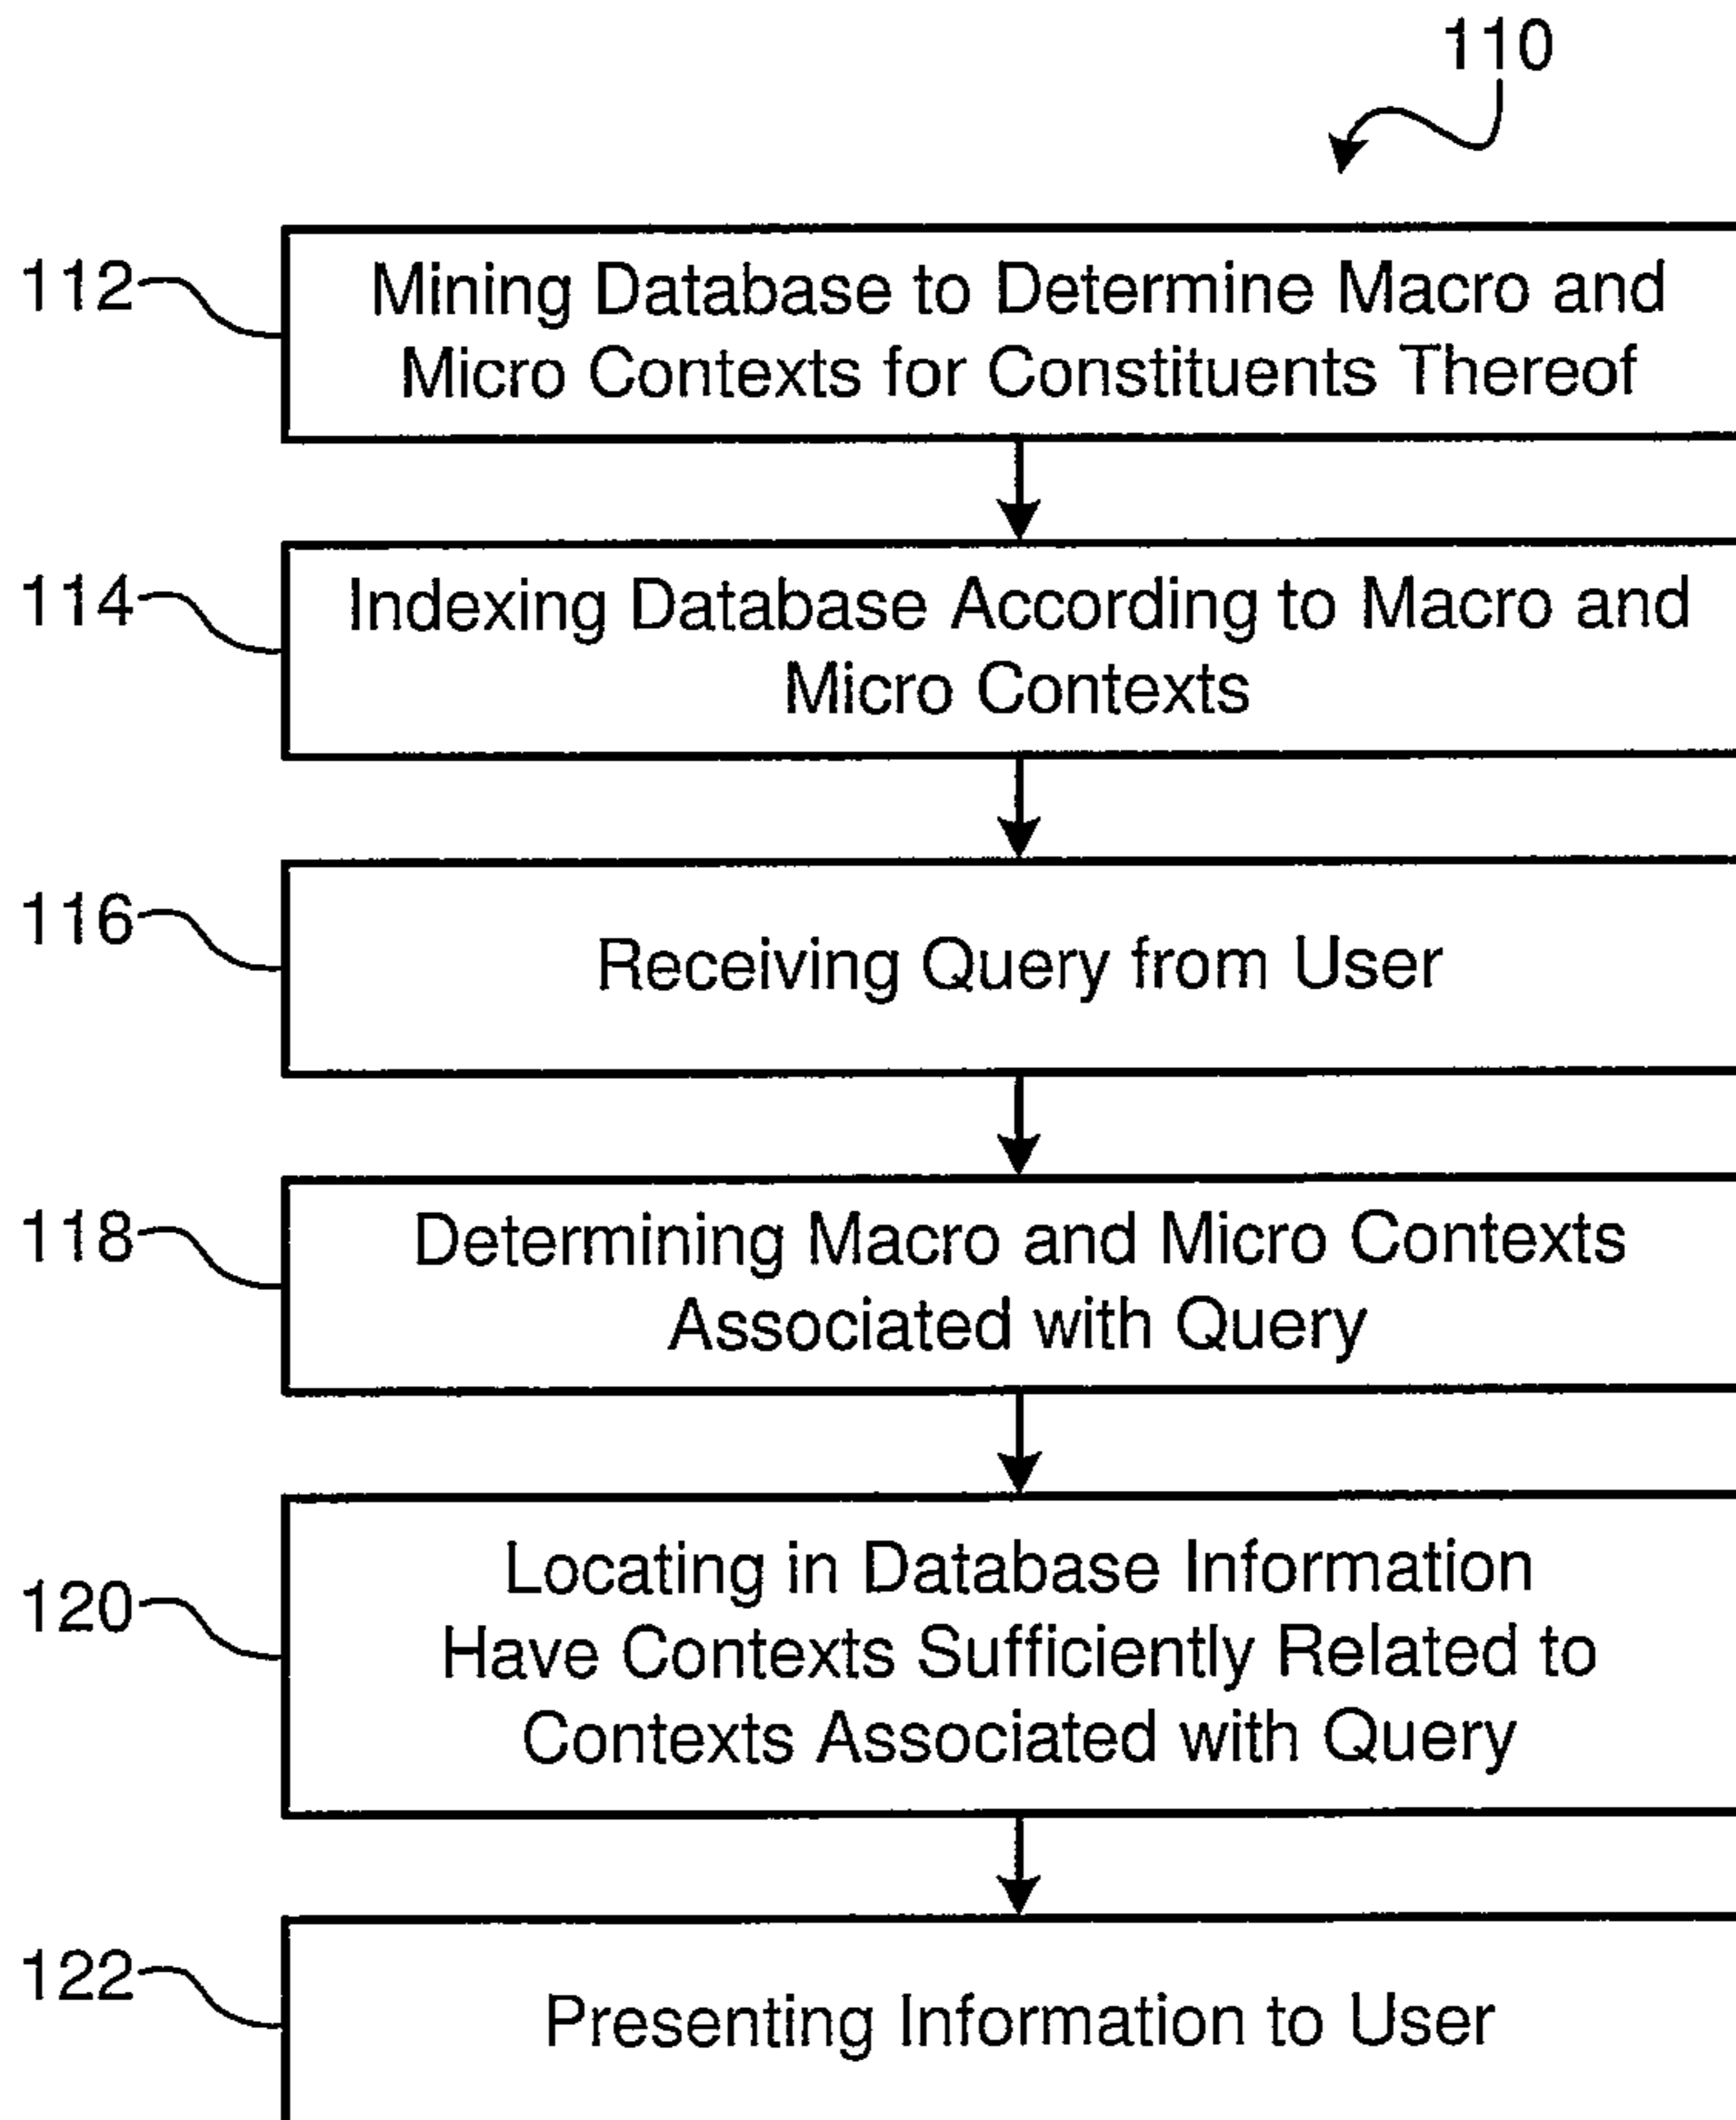 110
112
Mining Database to Determine Macro and
Micro Contexts for Constituents Thereof
114
Indexing Database According to Macro and
Micro Contexts
116
Receiving Query from User
118
Determining Macro and Micro Contexts
Associated with Query
120
Locating in Database Information
Have Contexts Sufficiently Related to
Contexts Associated with Query
122
Presenting Information to User